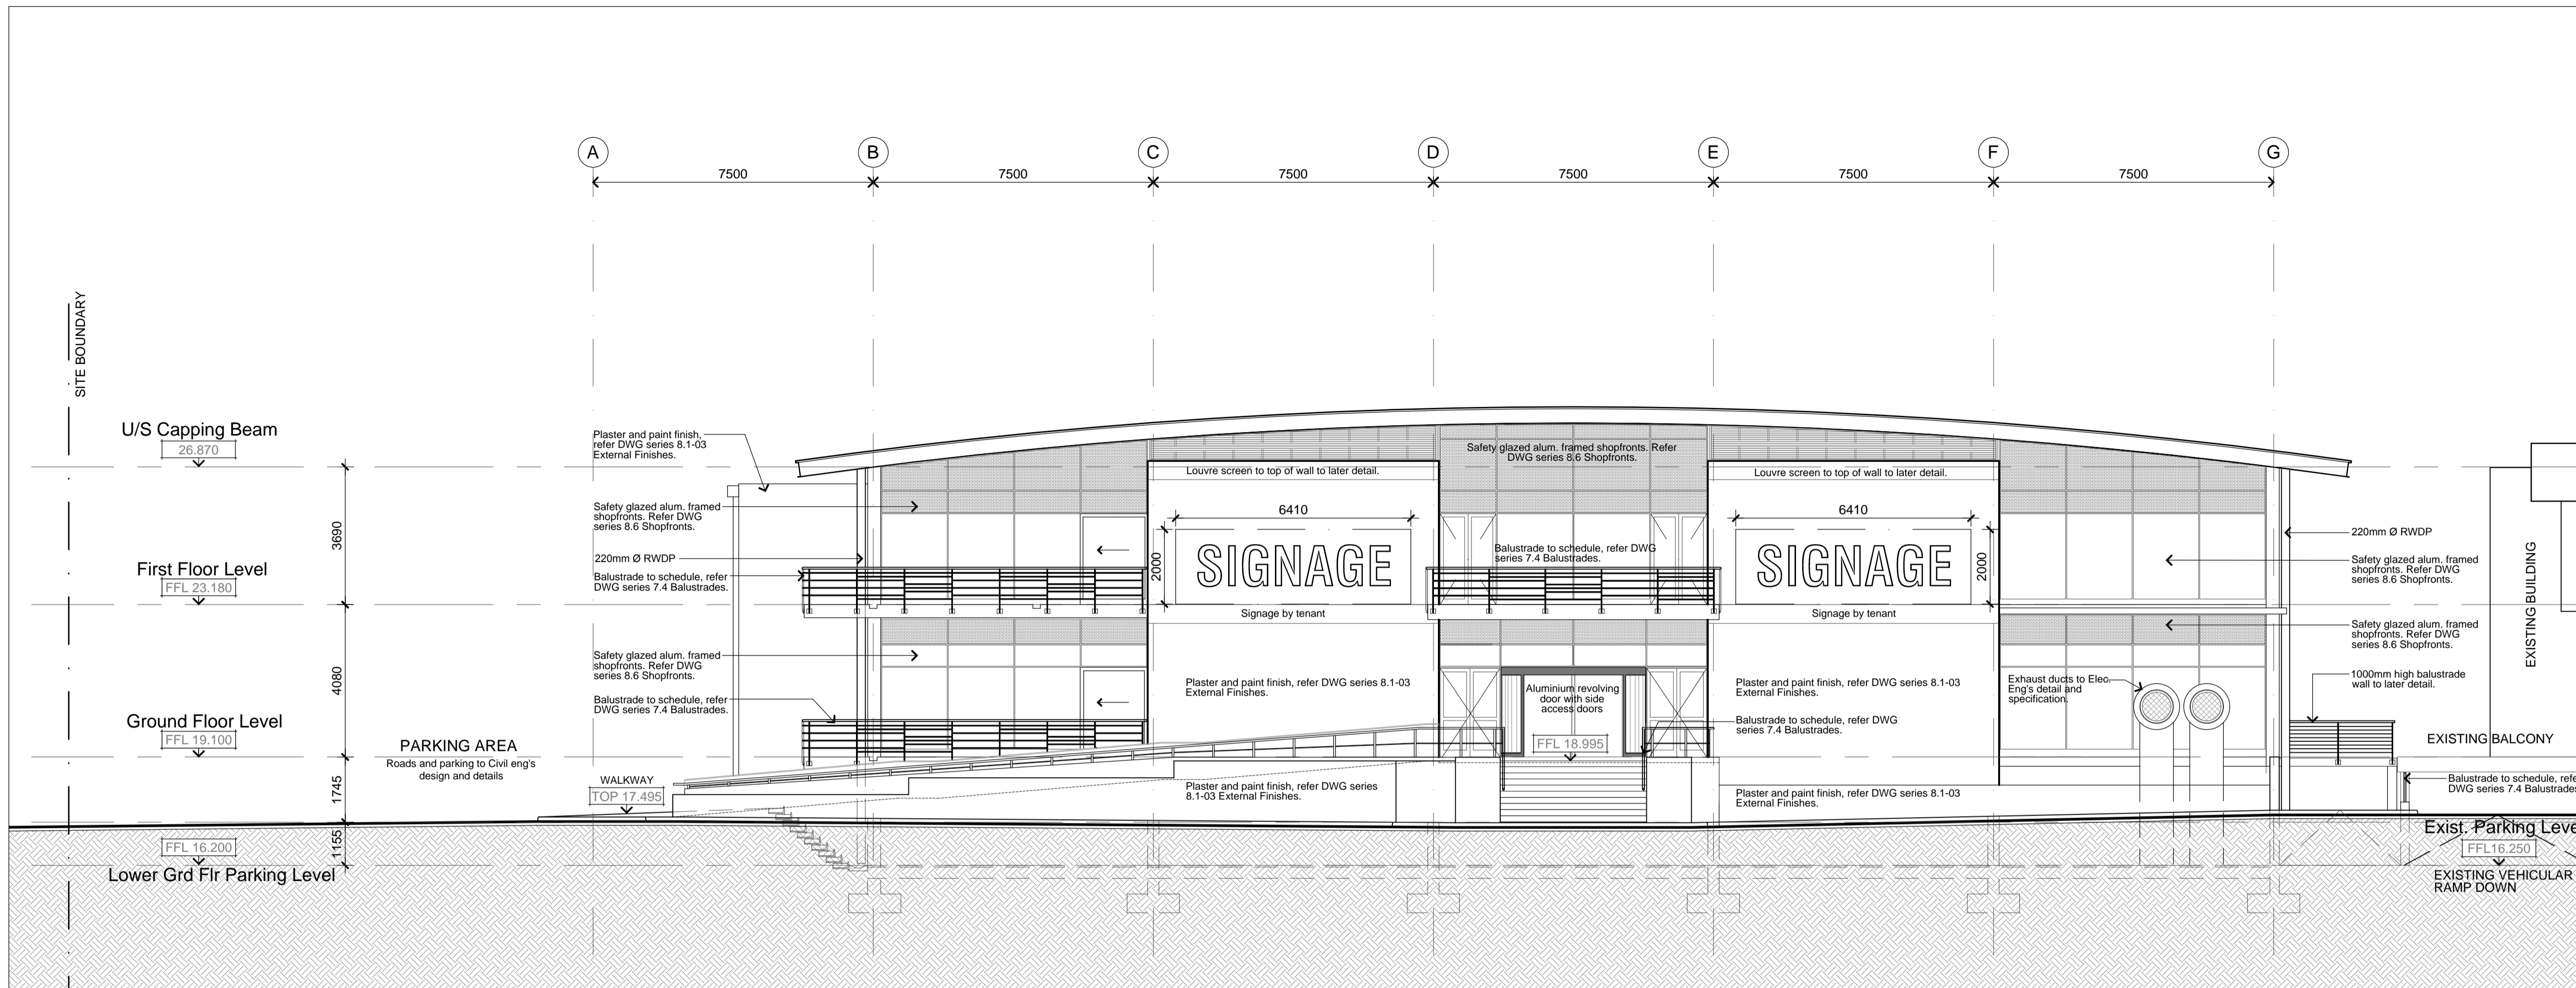 A
B
C
D
E
F
G
7500
7500
7500
7500
7500
7500
SITE BOUNDARY
U/S Capping Beam
26.870
3690
First Floor Level
FFL 23.180
4080
Ground Floor Level
FFL 19.100
1745
1155
FFL 16.200
Lower Grd Flr Parking Level
PARKING AREA
Roads and parking to Civil eng's
design and details
WALKWAY
TOP 17.495
Plaster and paint finish,
refer DWG series 8.1-03
External Finishes.
Safety glazed alum. framed
shopfronts. Refer DWG
series 8.6 Shopfronts.
220mm Ø RWDP
Balustrade to schedule, refer
DWG series 7.4 Balustrades.
Safety glazed alum. framed
shopfronts. Refer DWG
series 8.6 Shopfronts.
Balustrade to schedule, refer
DWG series 7.4 Balustrades.
Louvre screen to top of wall to later detail.
6410
2000
SIGNAGE
Signage by tenant
Plaster and paint finish, refer DWG series 8.1-03
External Finishes.
Plaster and paint finish, refer DWG series
8.1-03 External Finishes.
Safety glazed alum. framed shopfronts. Refer
DWG series 8.6 Shopfronts.
Balustrade to schedule, refer DWG
series 7.4 Balustrades.
Aluminium revolving
door with side
access doors
FFL 18.995
Louvre screen to top of wall to later detail.
6410
2000
SIGNAGE
Signage by tenant
Plaster and paint finish, refer DWG series 8.1-03
External Finishes.
Balustrade to schedule, refer DWG
series 7.4 Balustrades.
Plaster and paint finish, refer DWG series 8.1-03
External Finishes.
Exhaust ducts to Elec.
Eng's detail and
specification.
220mm Ø RWDP
Safety glazed alum. framed
shopfronts. Refer DWG
series 8.6 Shopfronts.
Safety glazed alum. framed
shopfronts. Refer DWG
series 8.6 Shopfronts.
1000mm high balustrade
wall to later detail.
EXISTING BUILDING
EXISTING BALCONY
Balustrade to schedule, refe
DWG series 7.4 Balustrades
Exist. Parking Leve
FFL16.250
EXISTING VEHICULAR
RAMP DOWN